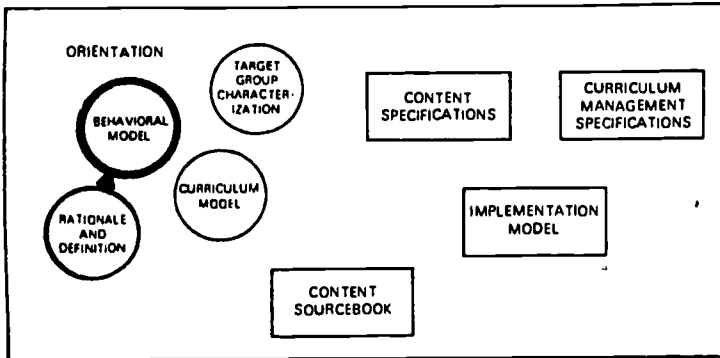 ORIENTATION
TARGET
GROUP
CHARACTER-
IZATION
BEHAVIORAL
MODEL
CONTENT
SPECIFICATIONS
CURRICULUM
MANAGEMENT
SPECIFICATIONS
CURRICULUM
MODEL
RATIONALE
AND
DEFINITION
IMPLEMENTATION
MODEL
CONTENT
SOURCEBOOK